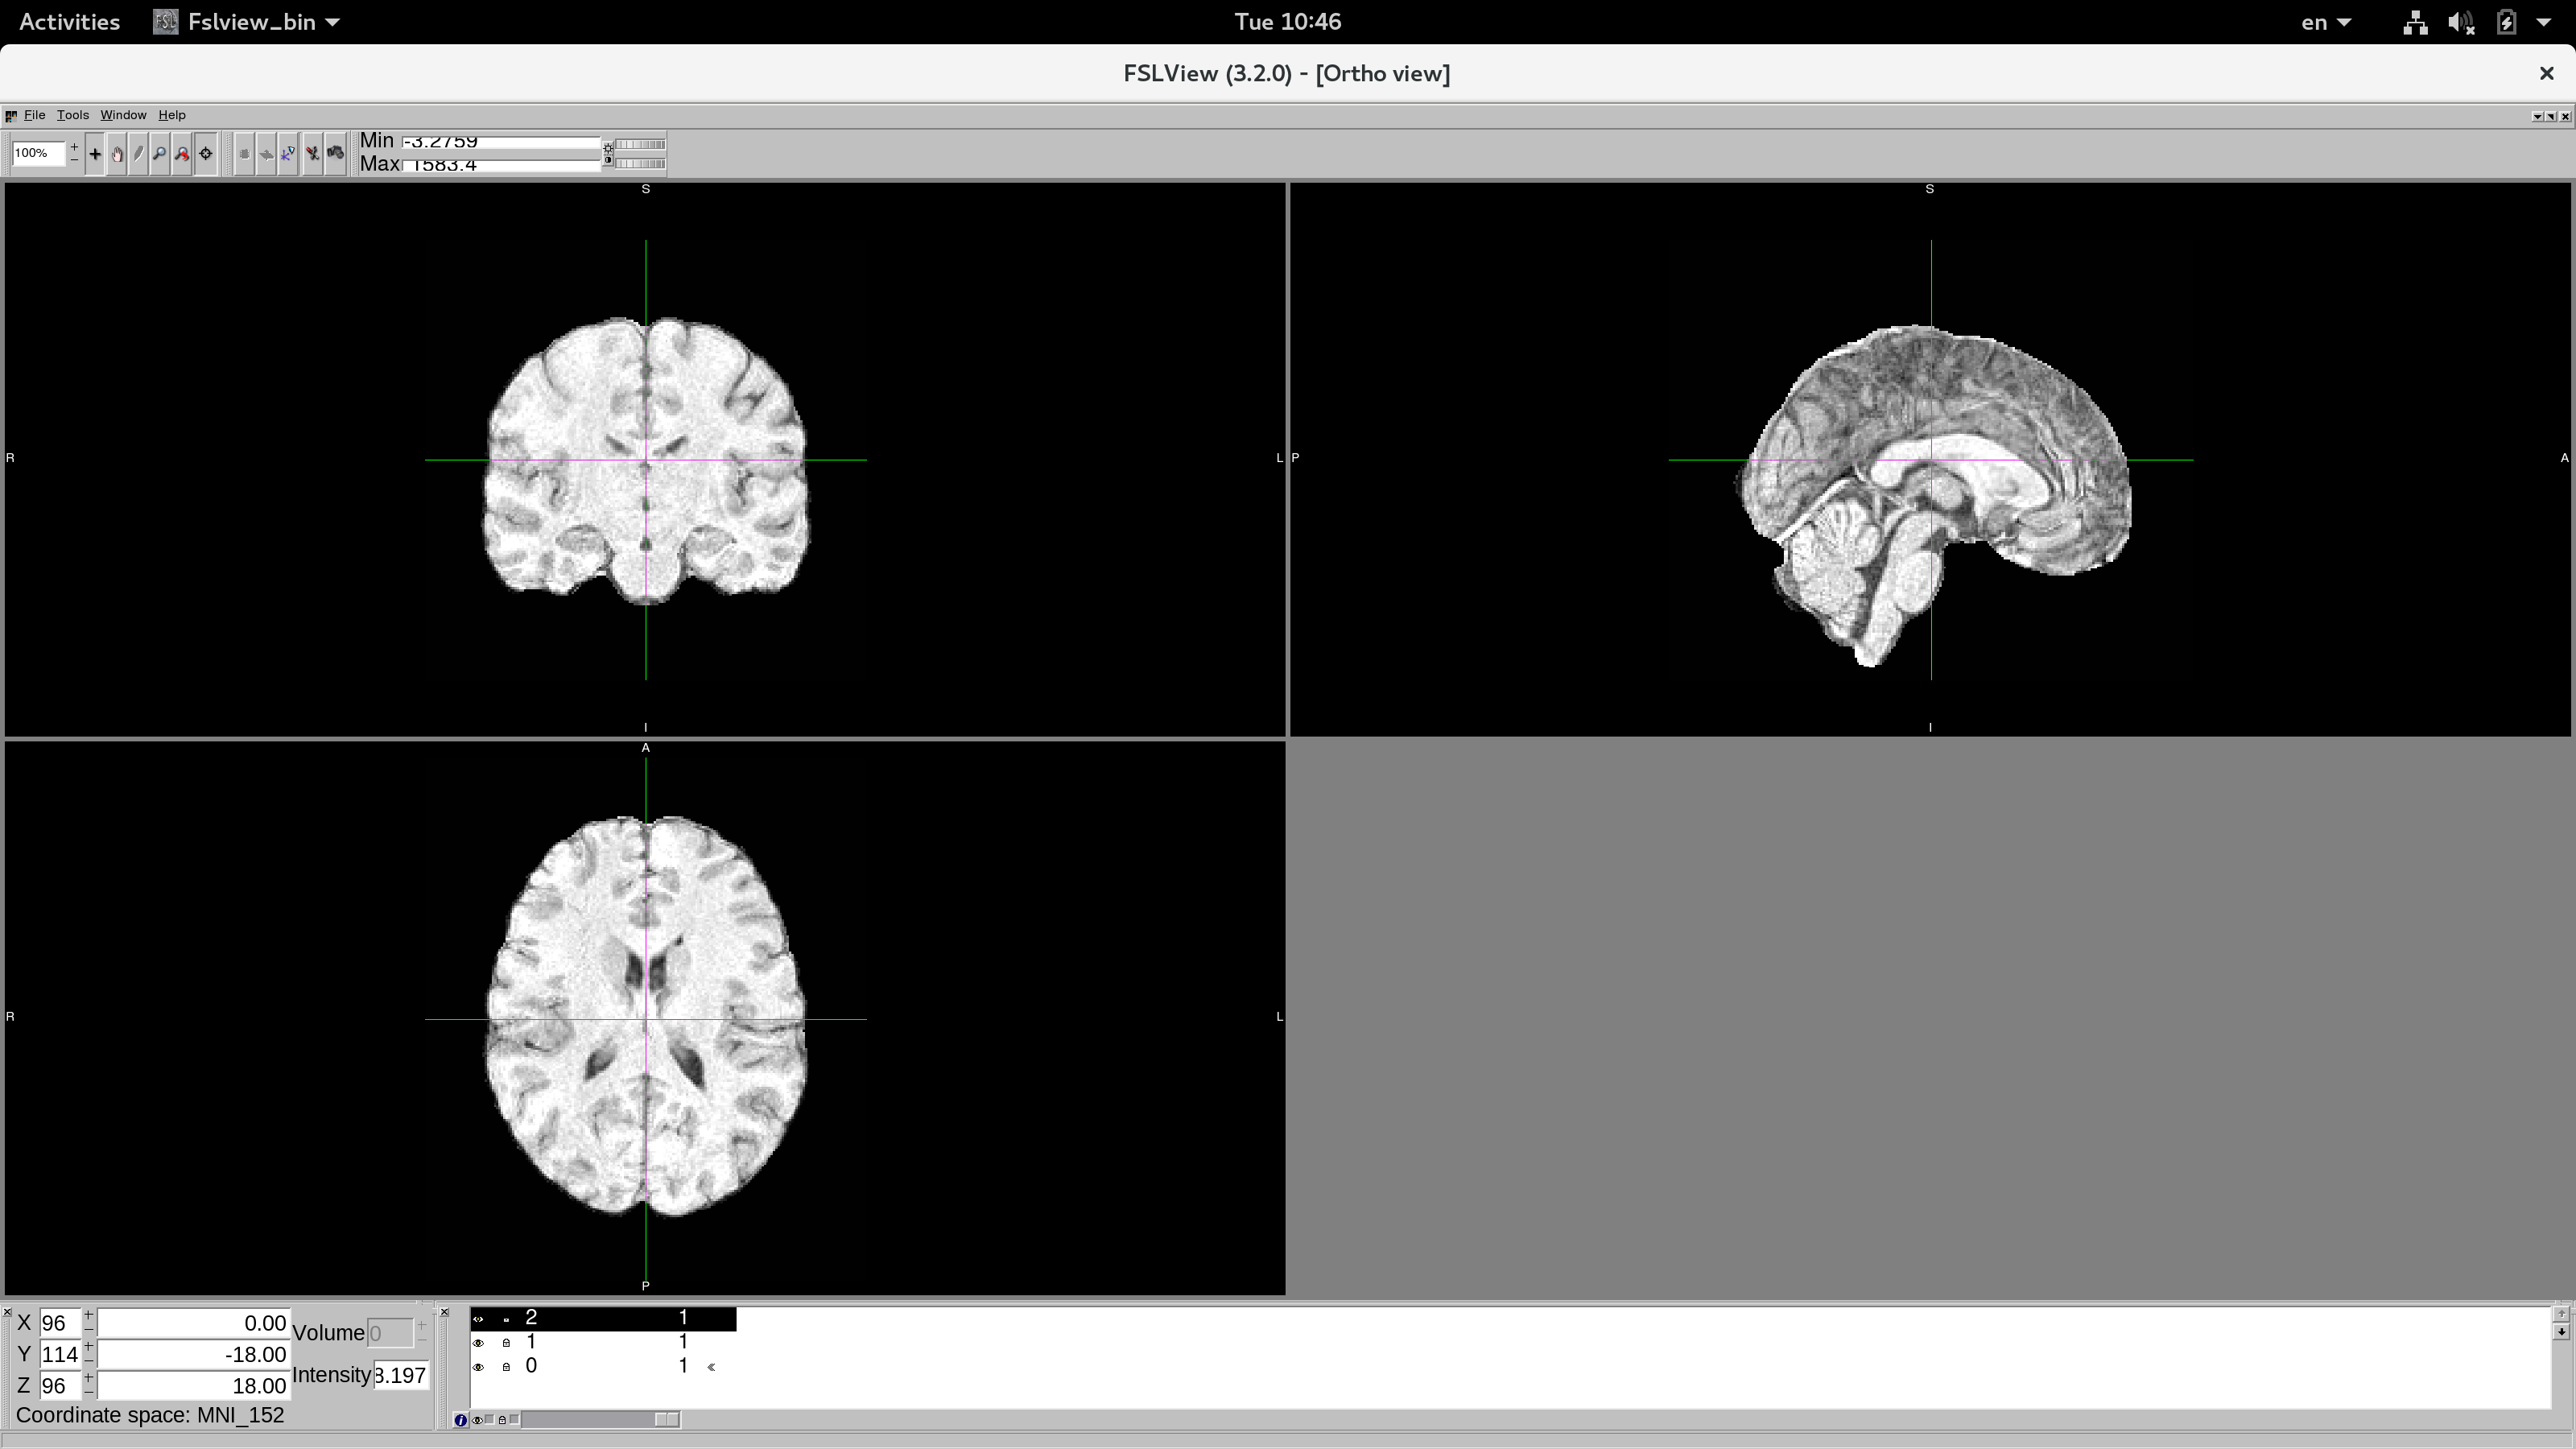 Activities Fslview_bin Tue 10:46 en
FSLView (3.2.0) - [Ortho view]
File Tools Window Help
100% Min -3.2759
Max 1583.4
S S
R L P A
I I
A
R L
P
X 96 0.00 Volume 0
Y 114 -18.00
Z 96 18.00 Intensity 3.197
Coordinate space: MNI_152
2 1
1 1
0 1